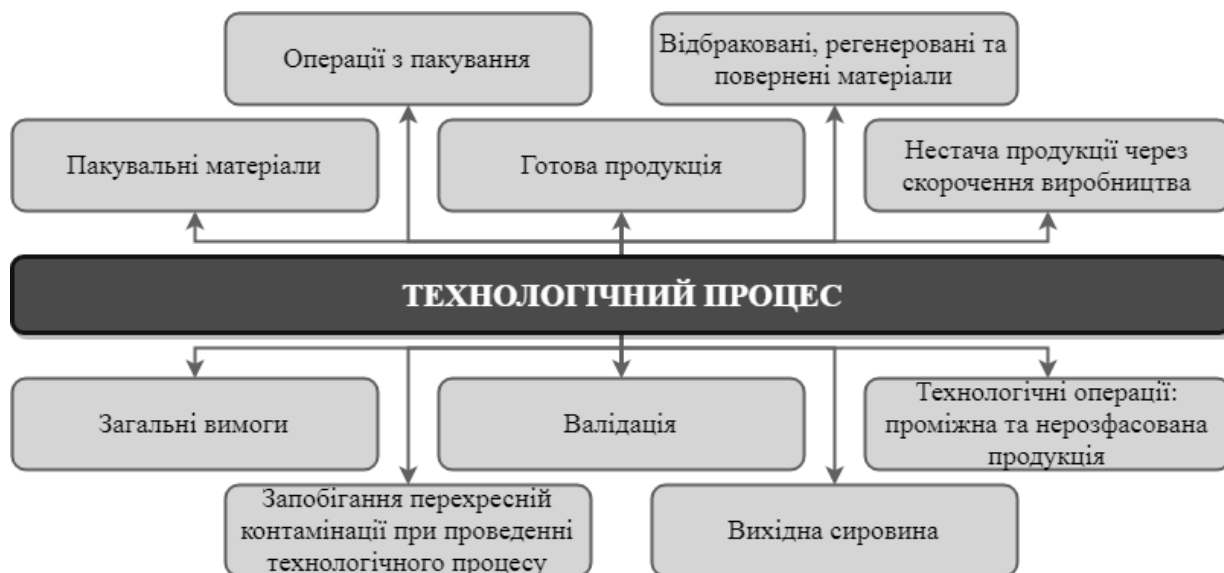 Операції з пакування
Відбраковані, регенеровані та
повернені матеріали
Пакувальні матеріали
Готова продукція
Нестача продукції через
скорочення виробництва
ТЕХНОЛОГІЧНИЙ ПРОЦЕС
Загальні вимоги
Валідація
Технологічні операції:
проміжна та нерозфасована
продукція
Запобігання перехресній
контамінації при проведенні
технологічного процесу
Вихідна сировина